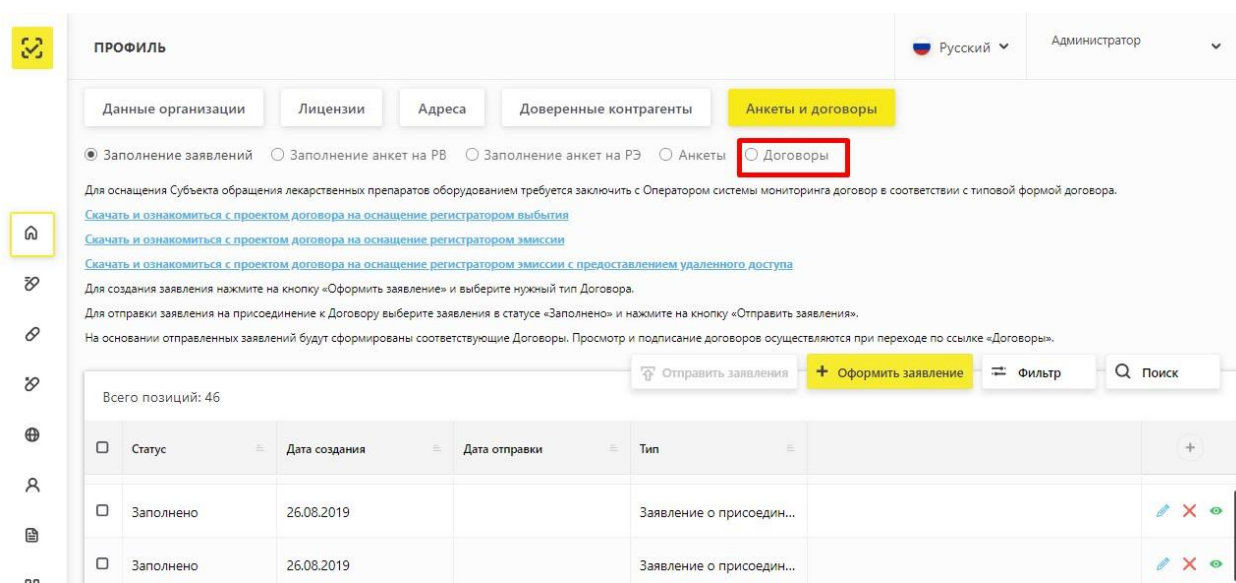 ПРОФИЛЬ
Русский
Администратор
Данные организации
Лицензии
Адреса
Доверенные контрагенты
Анкеты и договоры
Заполнение заявлений
Заполнение анкет на РВ
Заполнение анкет на РЭ
Анкеты
Договоры
Для оснащения Субъекта обращения лекарственных препаратов оборудованием требуется заключить с Оператором системы мониторинга договор в соответствии с типовой формой договора.
Скачать и ознакомиться с проектом договора на оснащение регистратором выбытия
Скачать и ознакомиться с проектом договора на оснащение регистратором эмиссии
Скачать и ознакомиться с проектом договора на оснащение регистратором эмиссии с предоставлением удаленного доступа
Для создания заявления нажмите на кнопку «Оформить заявление» и выберите нужный тип Договора.
Для отправки заявления на присоединение к Договору выберите заявления в статусе «Заполнено» и нажмите на кнопку «Отправить заявления».
На основании отправленных заявлений будут сформированы соответствующие Договоры. Просмотр и подписание договоров осуществляются при переходе по ссылке «Договоры».
Отправить заявления
+ Оформить заявление
Фильтр
Поиск
Всего позиций: 46
Статус
Дата создания
Дата отправки
Тип
Заполнено
26.08.2019
Заявление о присоедин...
Заполнено
26.08.2019
Заявление о присоедин...